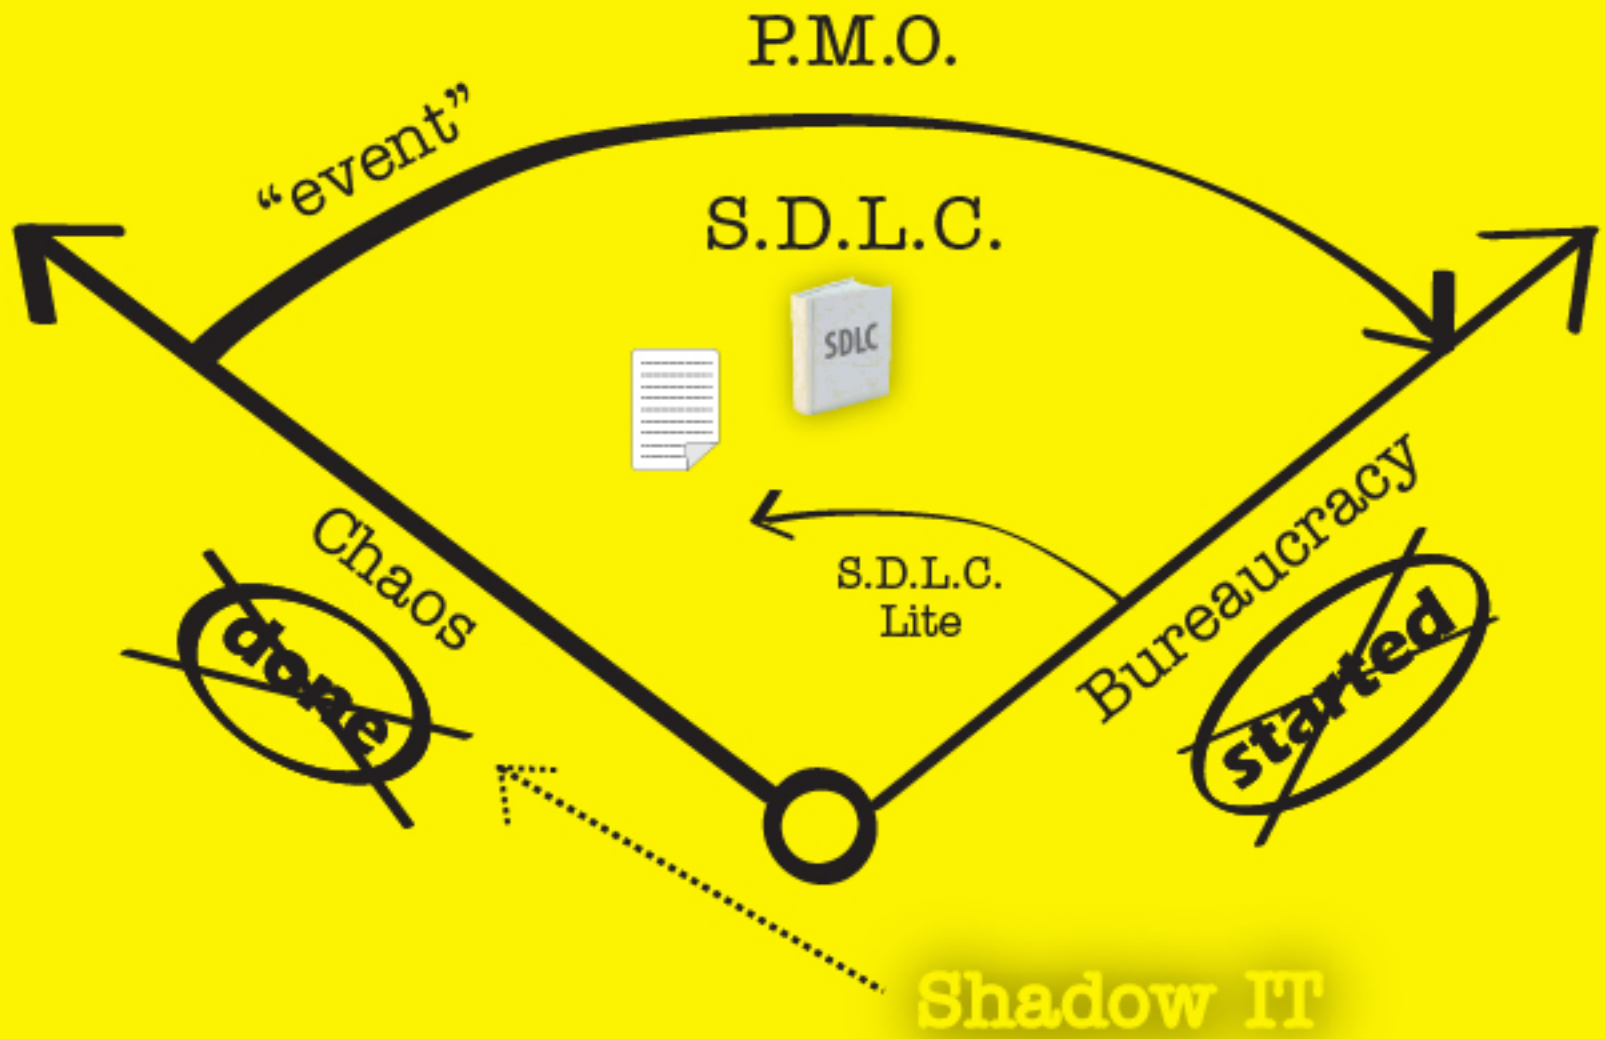 P.M.O.
“event”
S.D.L.C.
SDLC
Chaos
S.D.L.C.
Lite
Bureaucracy
done
started
Shadow IT